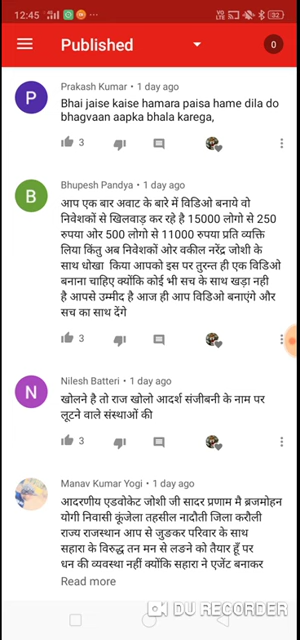 12:45
Published
0
P
Prakash Kumar • 1 day ago
Bhai jaise kaise hamara paisa hame dila do
bhagvaan aapka bhala karega,
3
B
Bhupesh Pandya • 1 day ago
आप एक बार अवाट के बारे में विडिओ बनाये वो
निवेशकों से खिलवाड़ कर रहे है 15000 लोगो से 250
रुपया ओर 500 लोगो से 11000 रुपया प्रति व्यक्ति
लिया किंतु अब निवेशकों ओर वकील नरेंद्र जोशी के
साथ धोखा किया आपको इस पर तुरन्त ही एक विडिओ
बनाना चाहिए क्योंकि कोई भी सच के साथ खड़ा नही
है आपसे उम्मीद है आज ही आप विडिओ बनाएंगे और
सच का साथ देंगे
3
N
Nilesh Batteri • 1 day ago
खोलने है तो राज खोलो आदर्श संजीबनी के नाम पर
लूटने वाले संस्थाओं की
3
Manav Kumar Yogi • 1 day ago
आदरणीय एडवोकेट जोशी जी सादर प्रणाम मै ब्रजमोहन
योगी निवासी कूंजेला तहसील नादौती जिला करौली
राज्य राजस्थान आप से जुङकर परिवार के साथ
सहारा के विरुद्ध तन मन से लङने को तैयार हूँ पर
धन की व्यवस्था नहीं क्योंकि सहारा ने एजेंट बनाकर
Read more
DU RECORDER